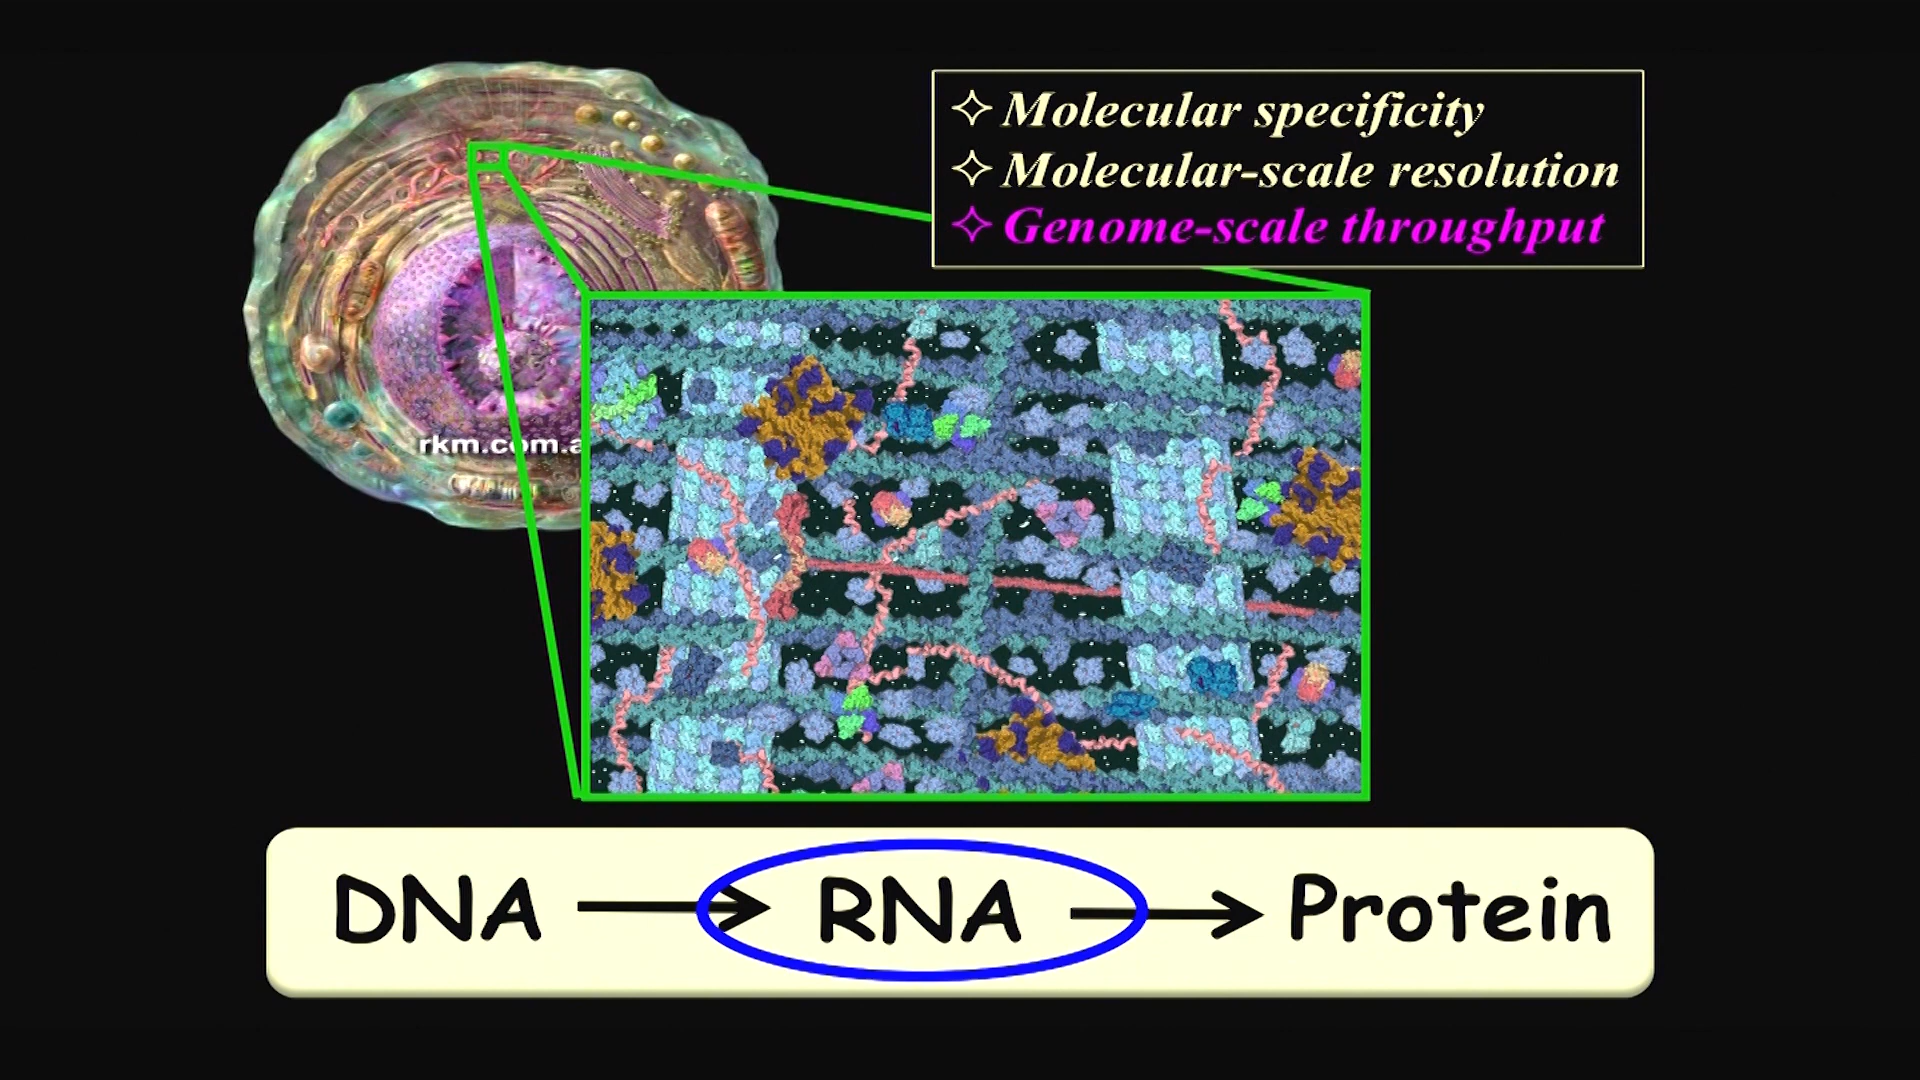 ✧ Molecular specificity
✧ Molecular-scale resolution
✧ Genome-scale throughput
rkm.com.a
DNA → RNA → Protein